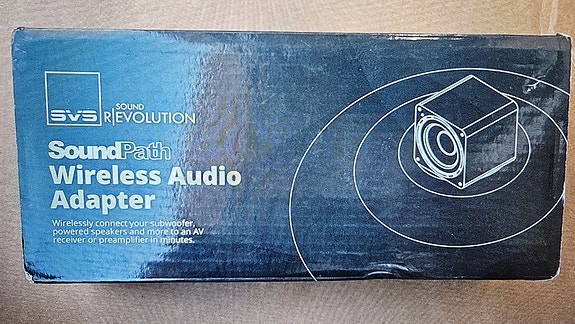 SVS
SOUND
R|EVOLUTION
SoundPath
Wireless Audio
Adapter
Wirelessly connect your subwoofer,
powered speakers and more to an AV
receiver or preamplifier in minutes.